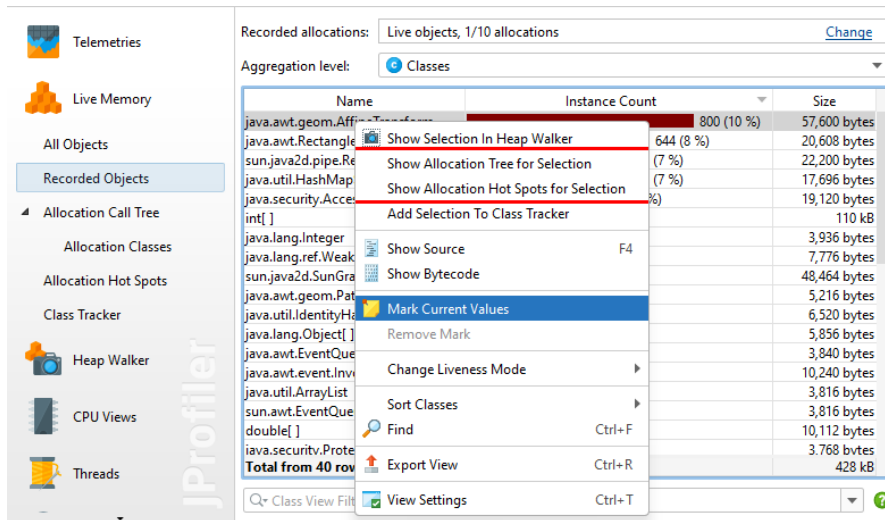 Telemetries
Live Memory
All Objects
Recorded Objects
Allocation Call Tree
Allocation Classes
Allocation Hot Spots
Class Tracker
Heap Walker
CPU Views
Threads
JProfiler
Recorded allocations: Live objects, 1/10 allocations Change
Aggregation level: Classes
Name Instance Count Size
java.awt.geom.AffineTransform 800 (10 %) 57,600 bytes
java.awt.Rectangle 644 (8 %) 20,608 bytes
sun.java2d.pipe.Re (7 %) 22,200 bytes
java.util.HashMap (7 %) 17,696 bytes
java.security.Acces %) 19,120 bytes
int[ ] 110 kB
java.lang.Integer 3,936 bytes
java.lang.ref.Weak 7,776 bytes
sun.java2d.SunGra 48,464 bytes
java.awt.geom.Pat 5,216 bytes
java.util.IdentityHa 6,520 bytes
java.lang.Object[ ] 5,856 bytes
java.awt.EventQue 3,840 bytes
java.awt.event.Inv 10,240 bytes
java.util.ArrayList 3,816 bytes
sun.awt.EventQue 3,816 bytes
double[ ] 10,112 bytes
java.security.Prote 3.768 bytes
Total from 40 rov 428 kB
Class View Filt
Show Selection In Heap Walker
Show Allocation Tree for Selection
Show Allocation Hot Spots for Selection
Add Selection To Class Tracker
Show Source F4
Show Bytecode
Mark Current Values
Remove Mark
Change Liveness Mode
Sort Classes
Find Ctrl+F
Export View Ctrl+R
View Settings Ctrl+T